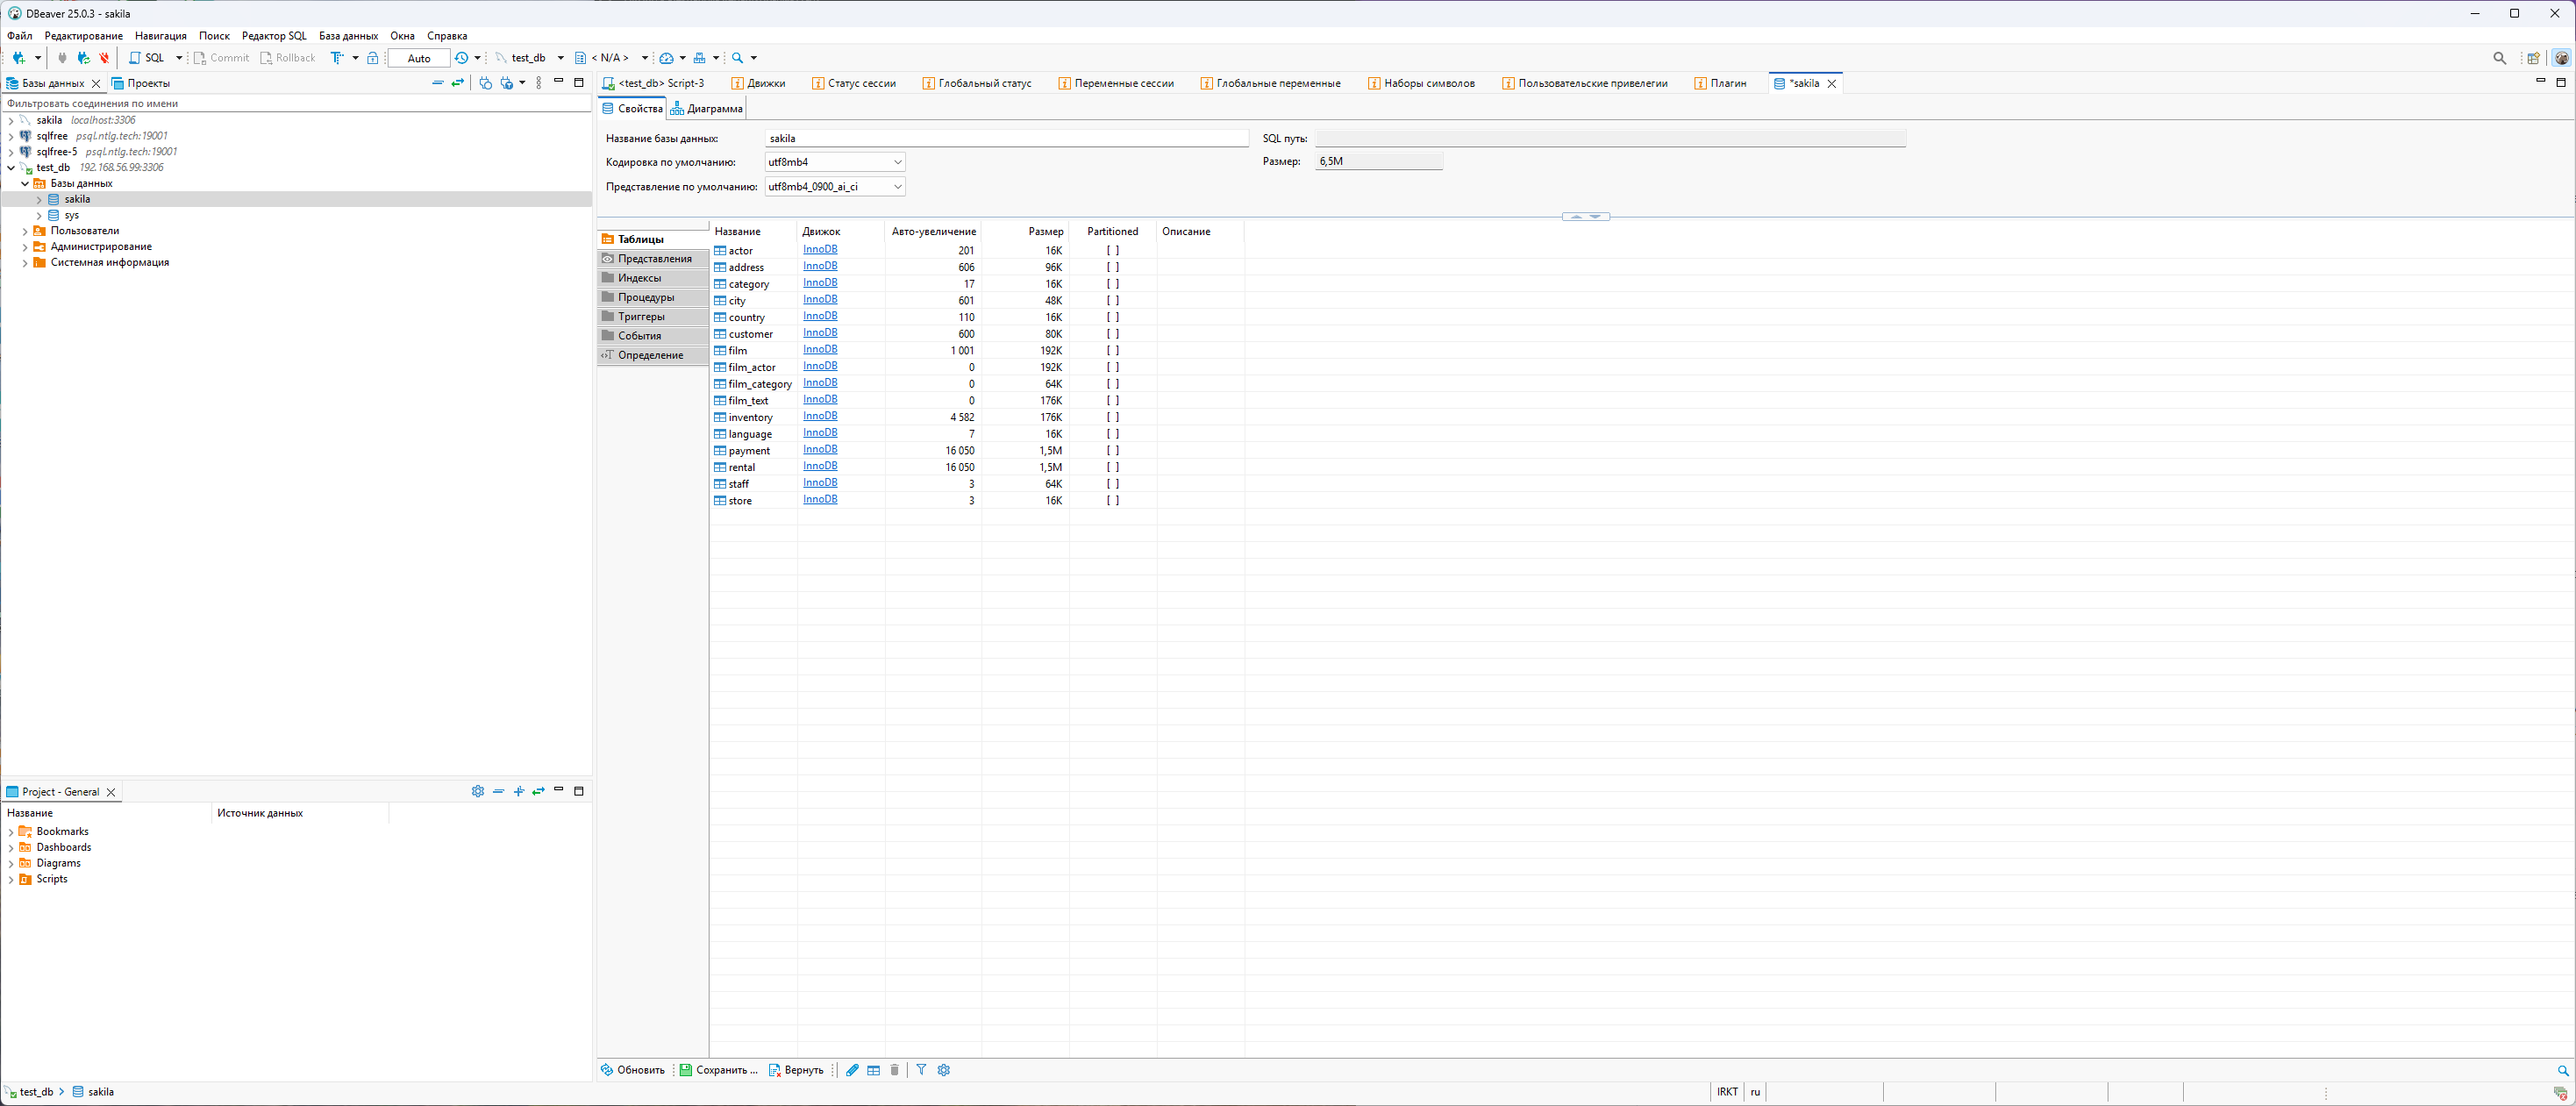 DBeaver 25.0.3 - sakila
Файл Редактирование Навигация Поиск Редактор SQL База данных Окна Справка
SQL Commit Rollback Auto test_db < N/A >
Базы данных Проекты
Фильтровать соединения по имени
sakila localhost:3306
sqlfree psql.ntlg.tech:19001
sqlfree-5 psql.ntlg.tech:19001
test_db 192.168.56.99:3306
Базы данных
sakila
sys
Пользователи
Администрирование
Системная информация
Project - General
Название Источник данных
Bookmarks
Dashboards
Diagrams
Scripts
<test_db> Script-3 Движки Статус сессии Глобальный статус Переменные сессии Глобальные переменные Наборы символов Пользовательские привелегии Плагин *sakila
Свойства Диаграмма
Название базы данных: sakila SQL путь:
Кодировка по умолчанию: utf8mb4 Размер: 6,5M
Представление по умолчанию: utf8mb4_0900_ai_ci
Таблицы
Представления
Индексы
Процедуры
Триггеры
События
Определение
Название Движок Авто-увеличение Размер Partitioned Описание
actor InnoDB 201 16K [ ]
address InnoDB 606 96K [ ]
category InnoDB 17 16K [ ]
city InnoDB 601 48K [ ]
country InnoDB 110 16K [ ]
customer InnoDB 600 80K [ ]
film InnoDB 1 001 192K [ ]
film_actor InnoDB 0 192K [ ]
film_category InnoDB 0 64K [ ]
film_text InnoDB 0 176K [ ]
inventory InnoDB 4 582 176K [ ]
language InnoDB 7 16K [ ]
payment InnoDB 16 050 1,5M [ ]
rental InnoDB 16 050 1,5M [ ]
staff InnoDB 3 64K [ ]
store InnoDB 3 16K [ ]
Обновить Сохранить ... Вернуть
test_db sakila IRKT ru